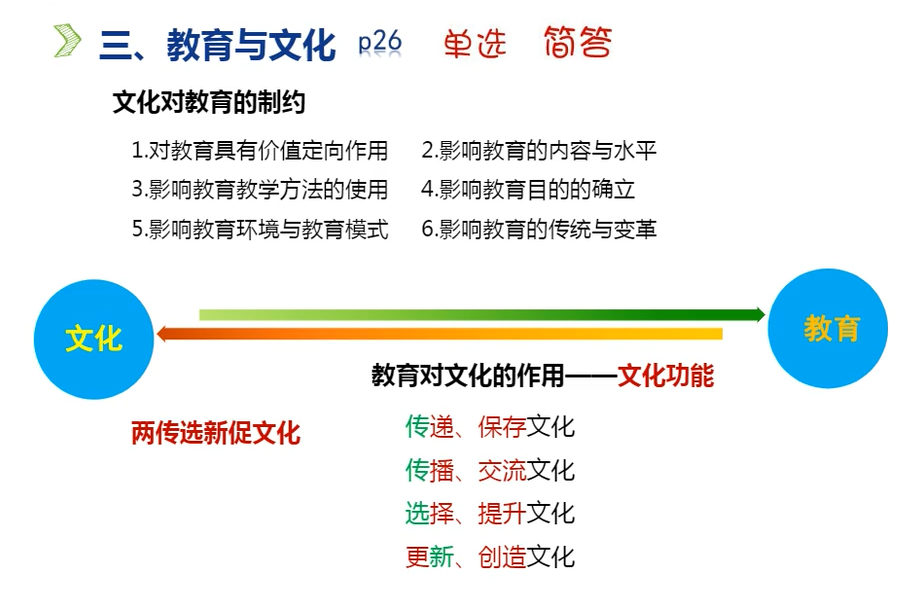 三、教育与文化 p26 单选 简答
文化对教育的制约
1.对教育具有价值定向作用 2.影响教育的内容与水平
3.影响教育教学方法的使用 4.影响教育目的的确立
5.影响教育环境与教育模式 6.影响教育的传统与变革
文化
教育
教育对文化的作用——文化功能
两传选新促文化
传递、保存文化
传播、交流文化
选择、提升文化
更新、创造文化